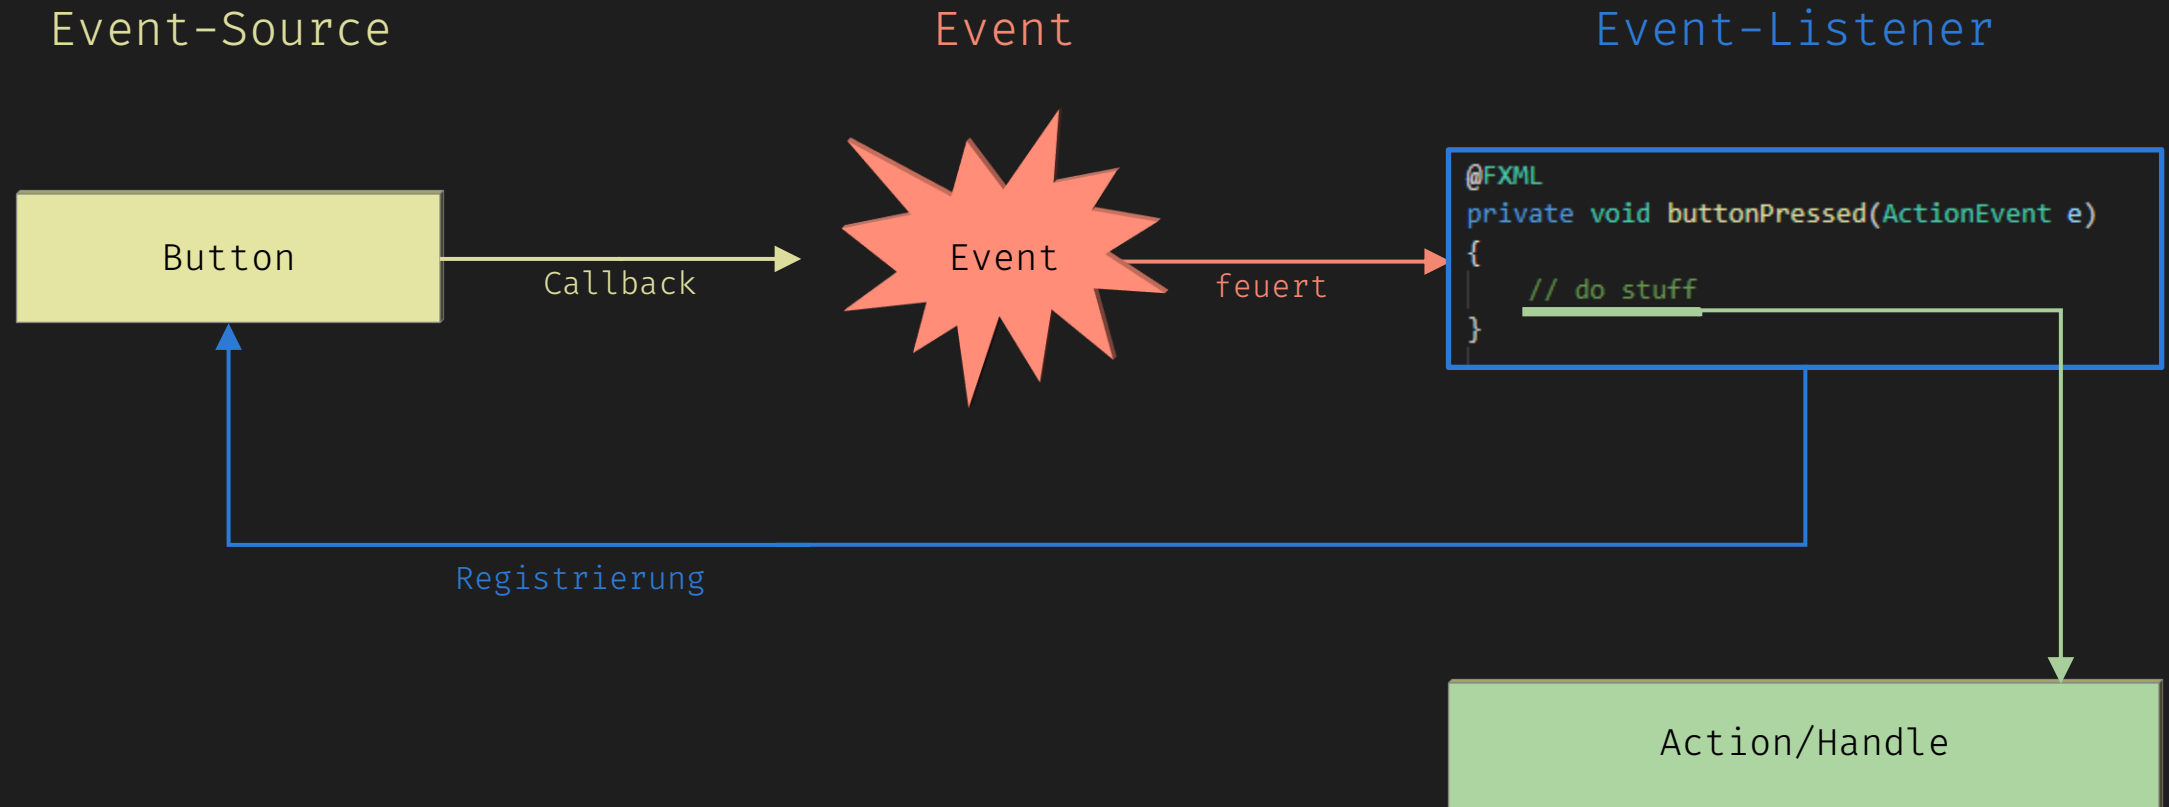 Event-Source
Event
Event-Listener
Button
Callback
Event
feuert
@FXML
private void buttonPressed(ActionEvent e)
{
// do stuff
}
Registrierung
Action/Handle